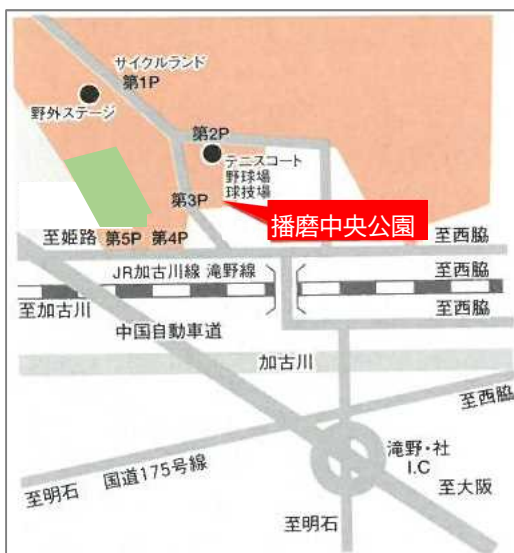 サイクルランド
第1P
野外ステージ
第2P
テニスコート
野球場
球技場
第3P
播磨中央公園
至姫路 第5P 第4P
至西脇
JR加古川線 滝野線
至西脇
至加古川
至西脇
中国自動車道
加古川
至西脇
滝野・社
I.C
国道175号線
至明石
至大阪
至明石